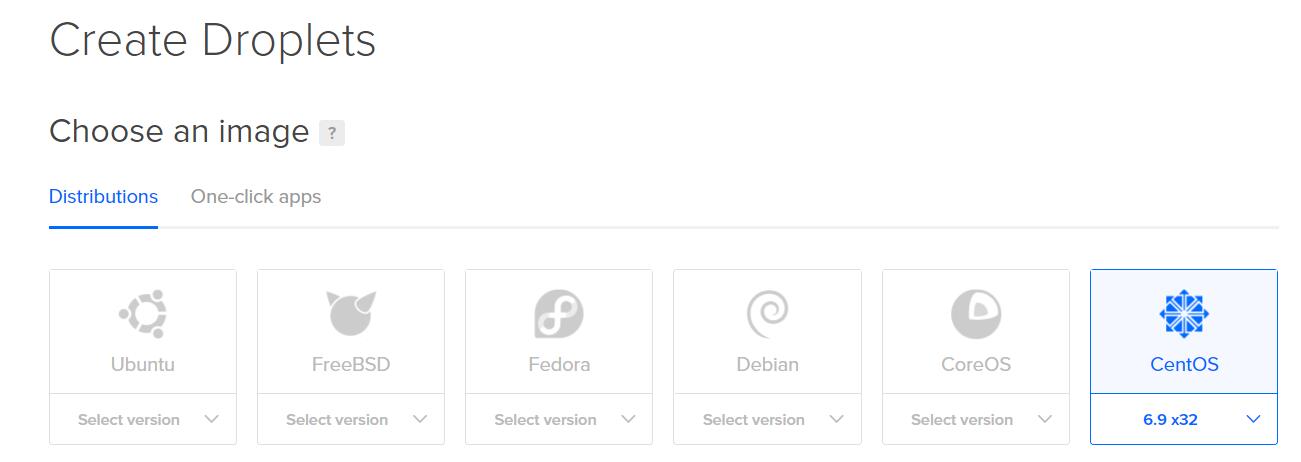 Create Droplets
Choose an image ?
Distributions One-click apps
Ubuntu FreeBSD Fedora Debian CoreOS CentOS
Select version Select version Select version Select version Select version 6.9 x32